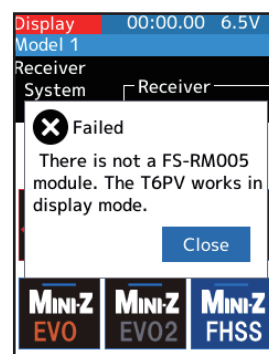 Display 00:00.00 6.5V
Model 1
Receiver
System Receiver
Failed
There is not a FS-RM005
module. The T6PV works in
display mode.
Close
MINI-Z MINI-Z MINI-Z
EVO EVO2 FHSS